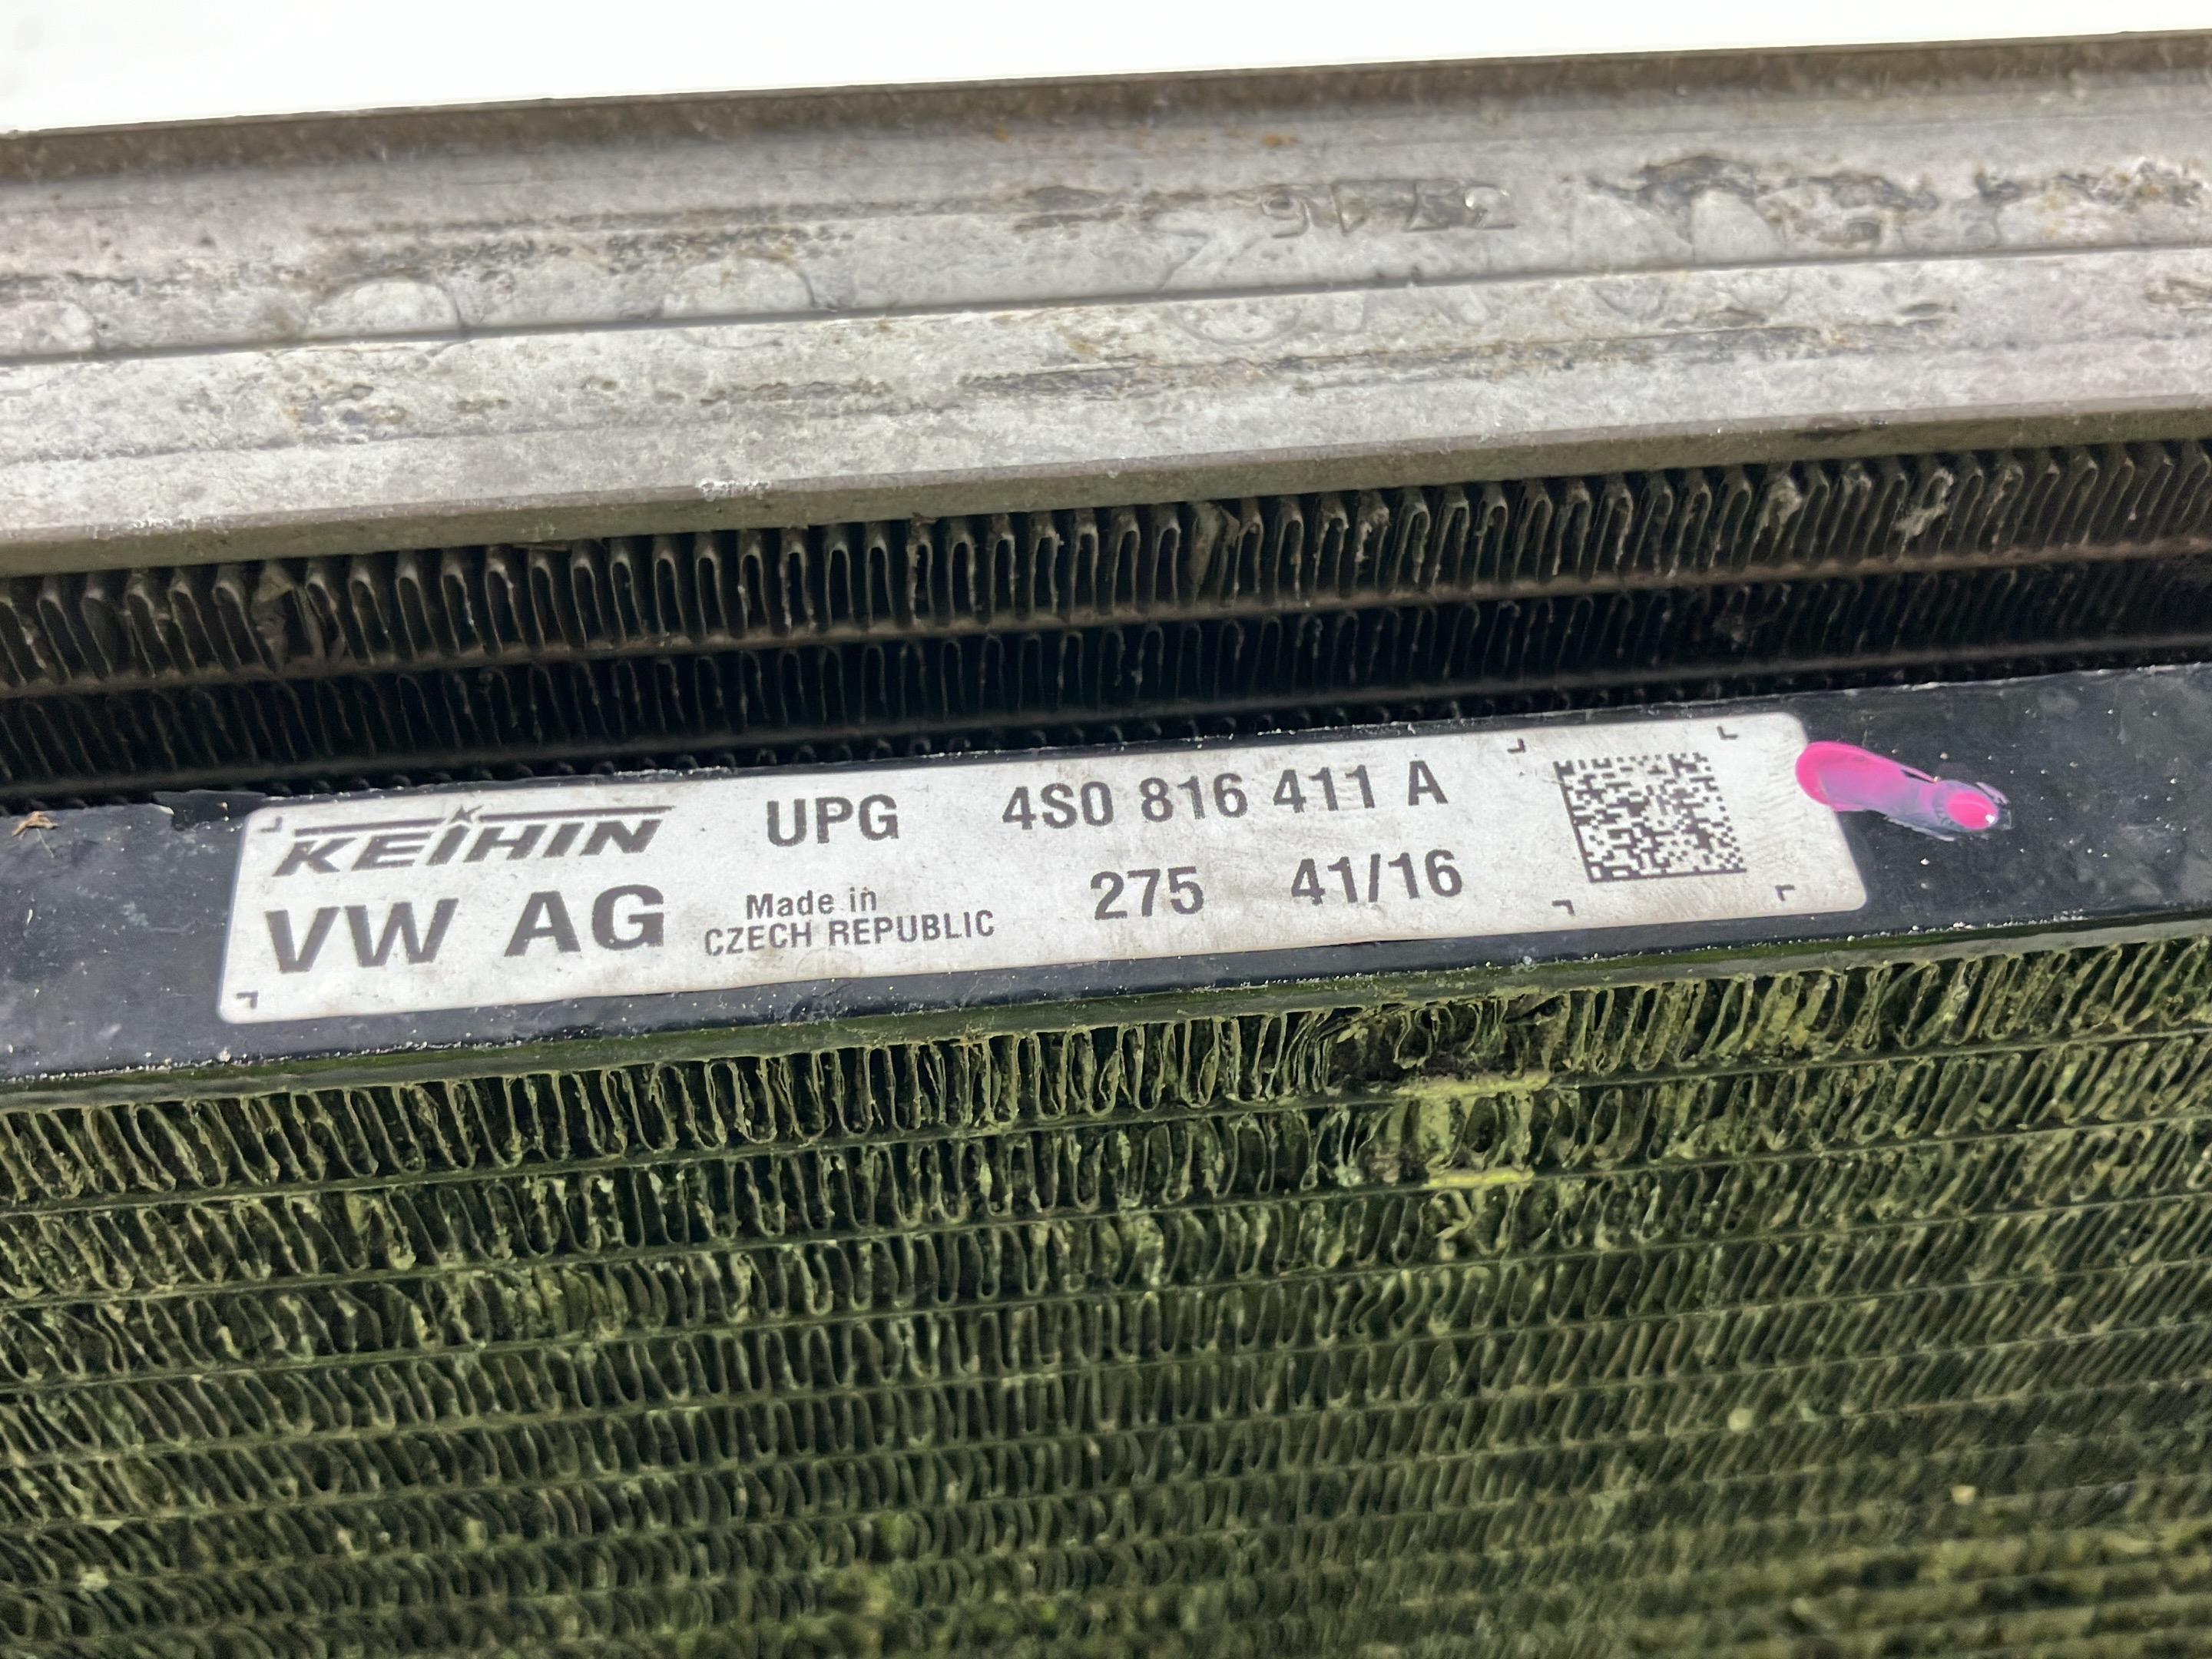 KEIHIN UPG 4S0 816 411 A
VW AG Made in CZECH REPUBLIC 275 41/16